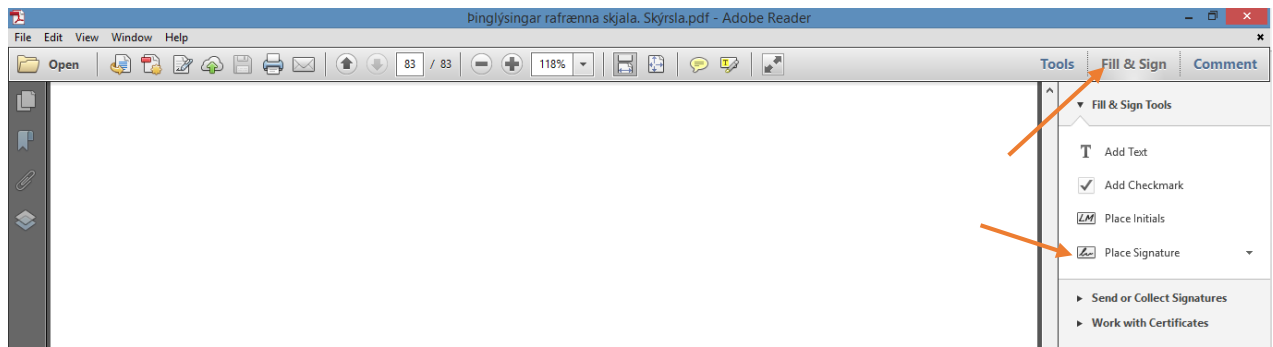 Þinglýsingar rafrænna skjala. Skýrsla.pdf - Adobe Reader
File Edit View Window Help
Open 83 / 83 118% Tools Fill & Sign Comment
Fill & Sign Tools
T Add Text
Add Checkmark
LM Place Initials
Place Signature
Send or Collect Signatures
Work with Certificates